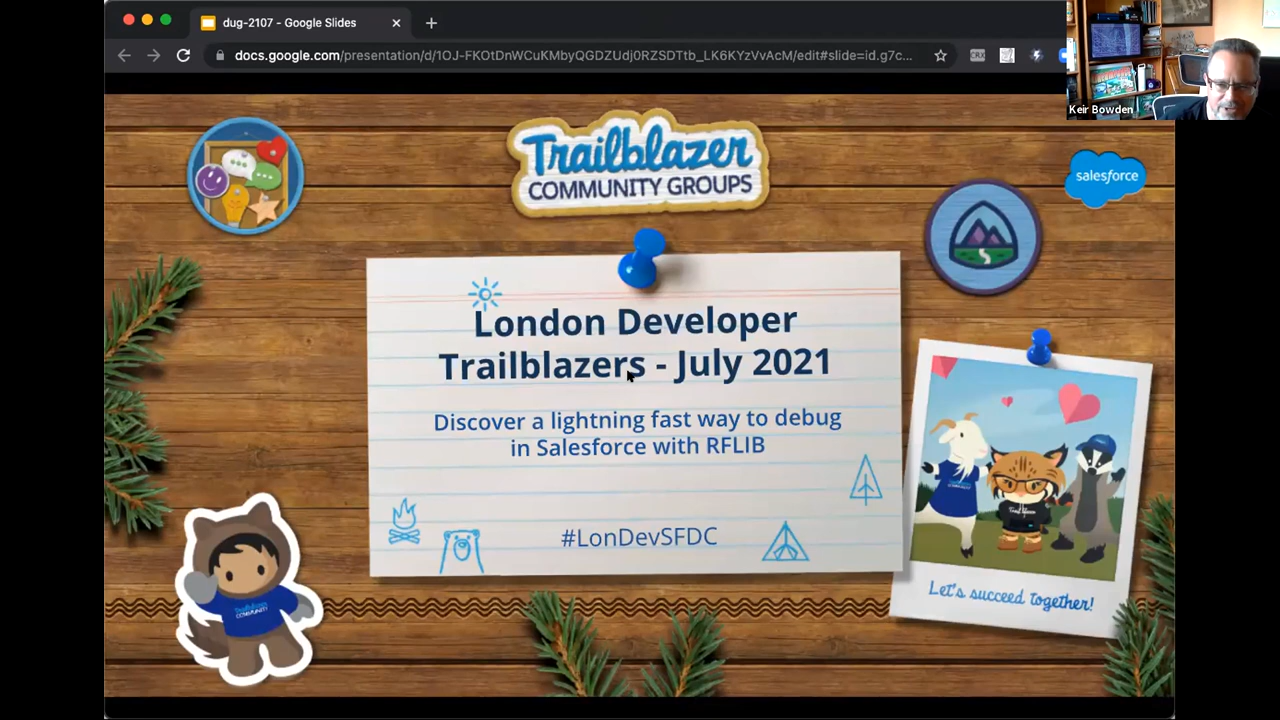 dug-2107 - Google Slides
docs.google.com/presentation/d/1OJ-FKOtDnWCuKMbyQGDZUdj0RZSDTtb_LK6KYzVvAcM/edit#slide=id.g7c...
Keir Bowden
Trailblazer
COMMUNITY GROUPS
salesforce
London Developer
Trailblazers - July 2021
Discover a lightning fast way to debug
in Salesforce with RFLIB
#LonDevSFDC
Let's succeed together!
Trailblazer
COMMUNITY